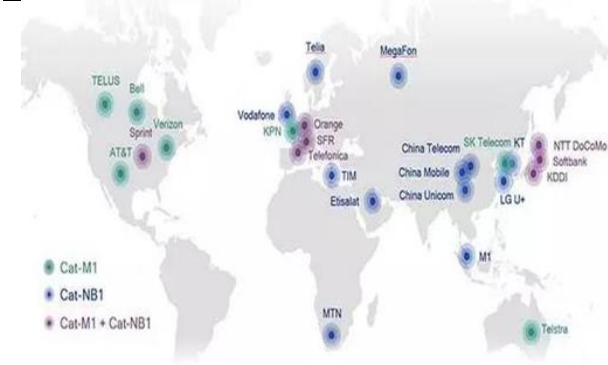 Telia
MegaFon
TELUS
Bell
Vodafone
Verizon
KPN
Orange
Sprint
SFR
SK Telecom
KT
NTT DoCoMo
China Telecom
AT&T
Telefonica
Softbank
TIM
China Mobile
KDDI
Etisalat
China Unicom
LG U+
M1
Cat-M1
Cat-NB1
MTN
Cat-M1 + Cat-NB1
Telstra